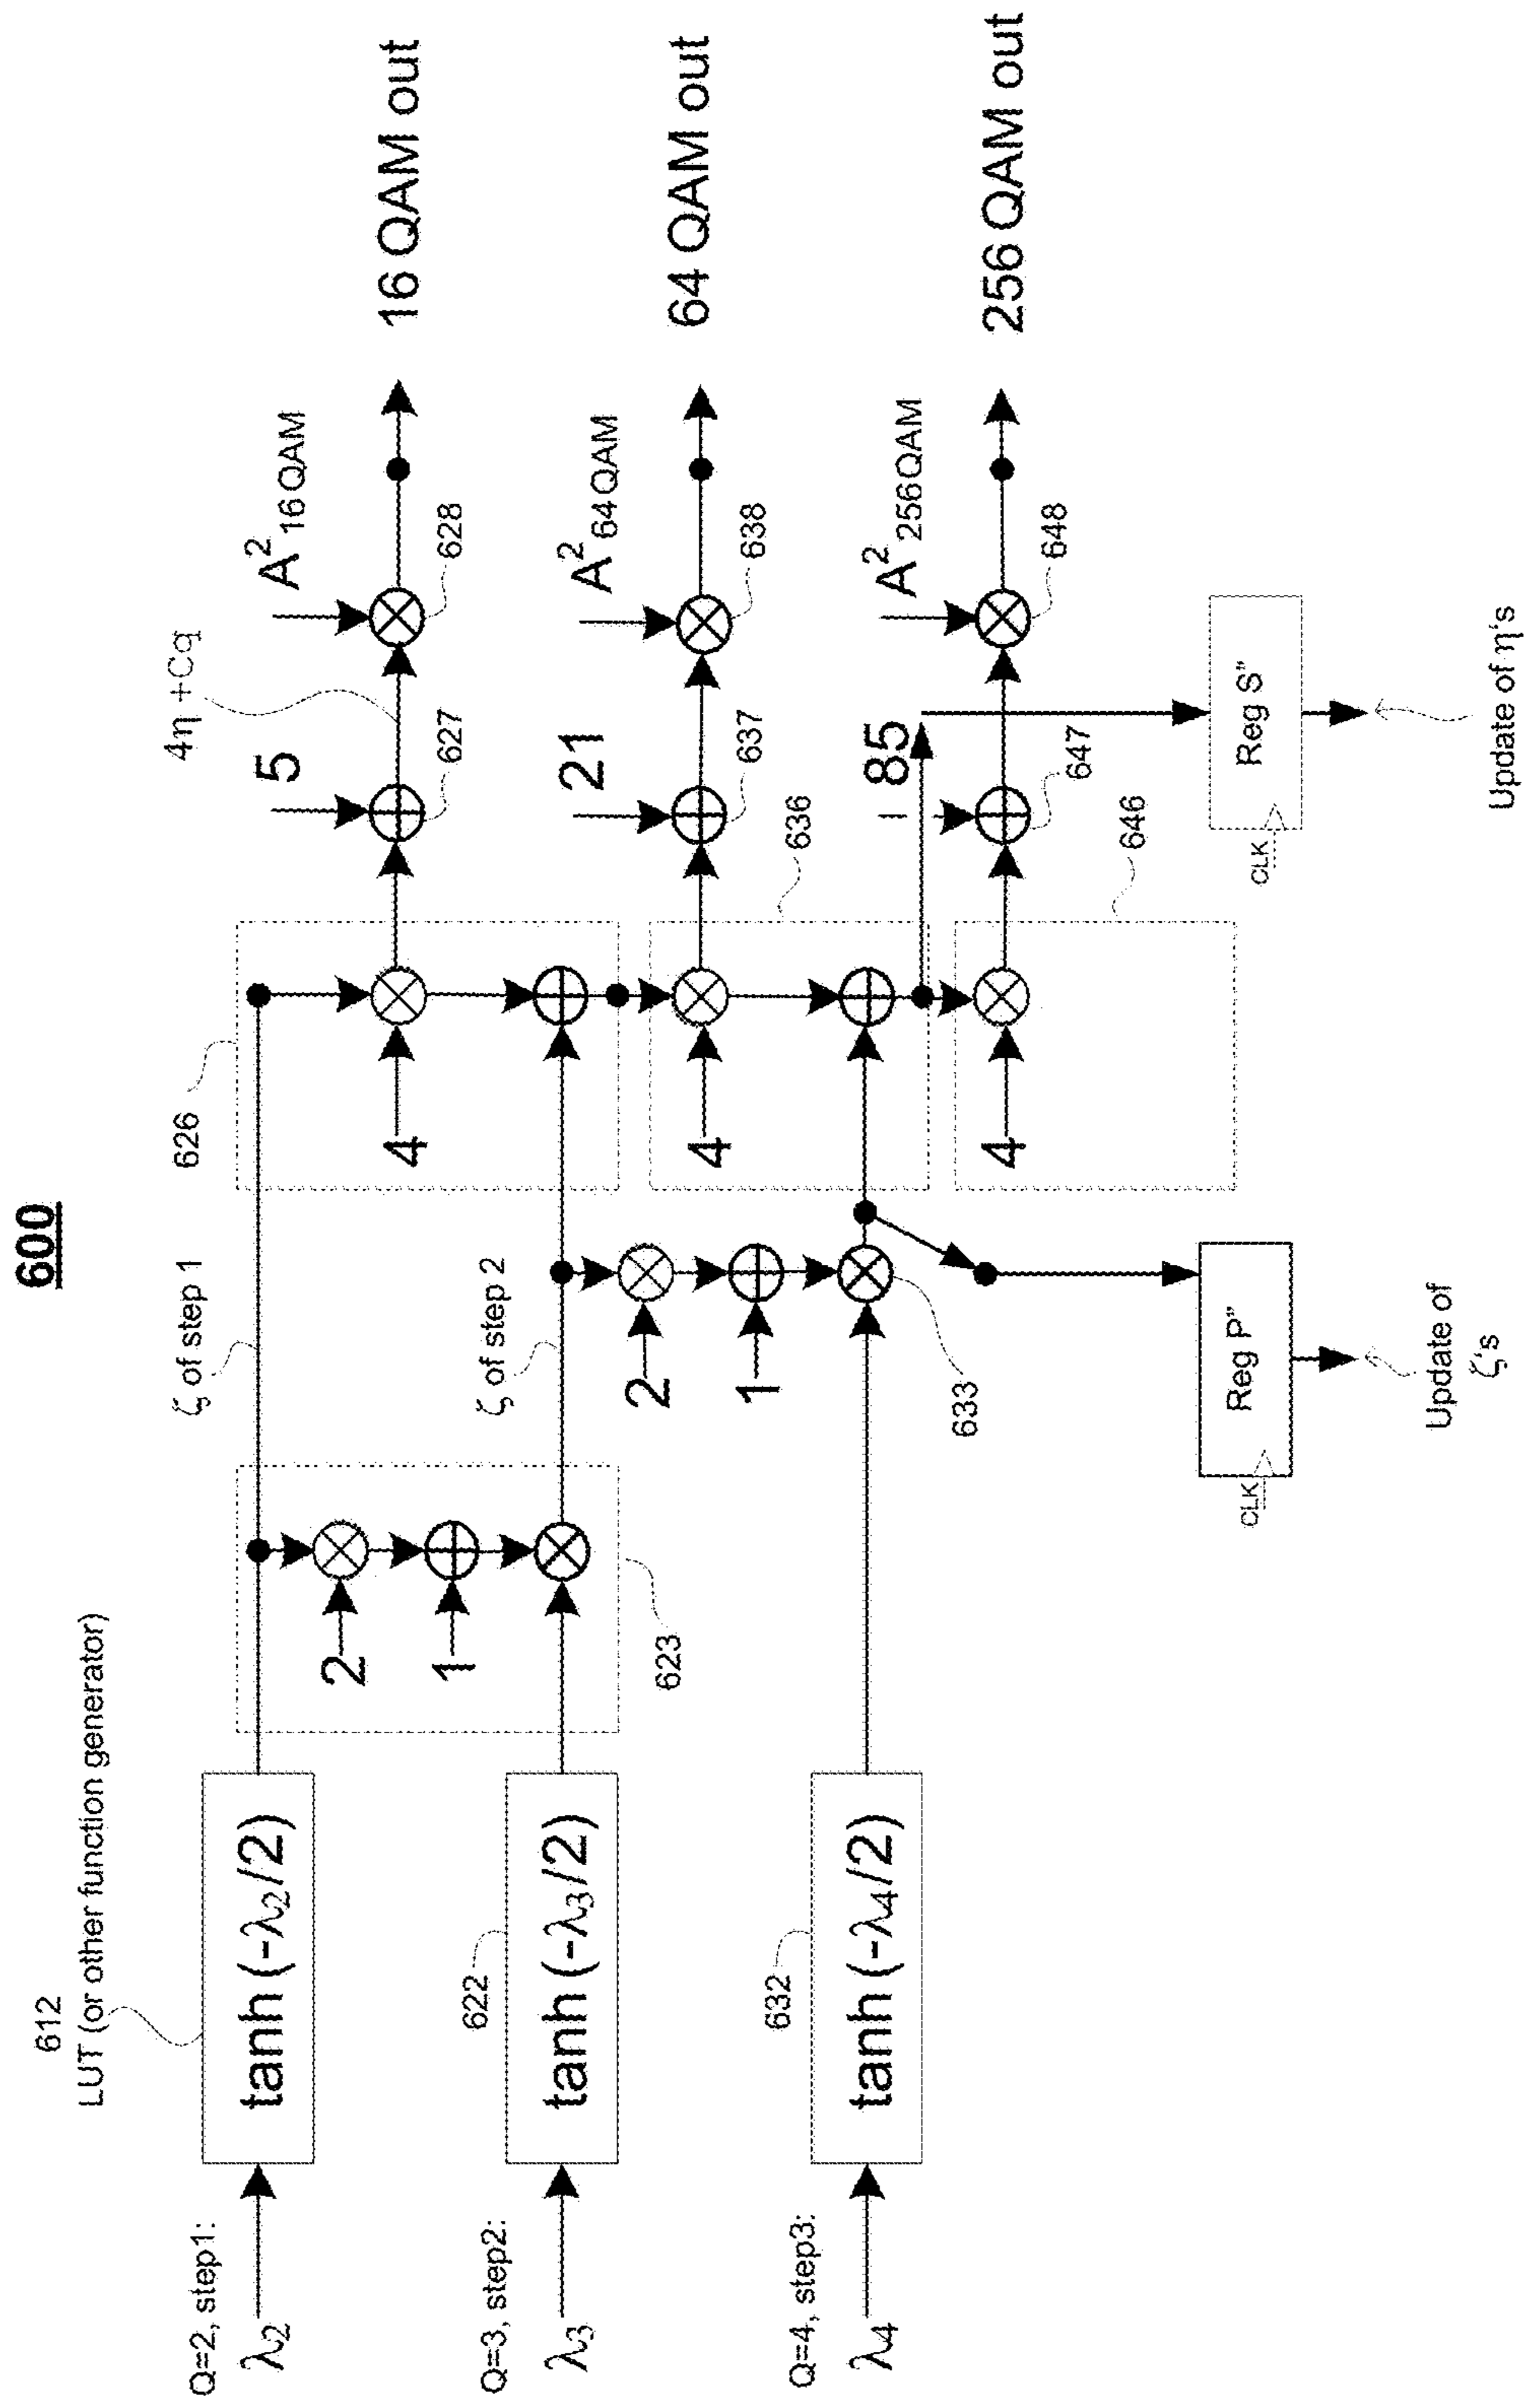 600
612
LUT (or other function generator)
Q=2, step1:
λ2
tanh (-λ2/2)
2
1
623
ζ of step 1
626
4
4η +Cq
5
627
A² 16QAM
628
16 QAM out
Q=3, step2:
λ3
622
tanh (-λ3/2)
ζ of step 2
2
1
633
4
636
21
637
A² 64QAM
638
64 QAM out
Q=4, step3:
λ4
632
tanh (-λ4/2)
4
646
85
647
A² 256QAM
648
256 QAM out
CLK
Reg P”
Update of
ζ‘s
CLK
Reg S”
Update of η‘s